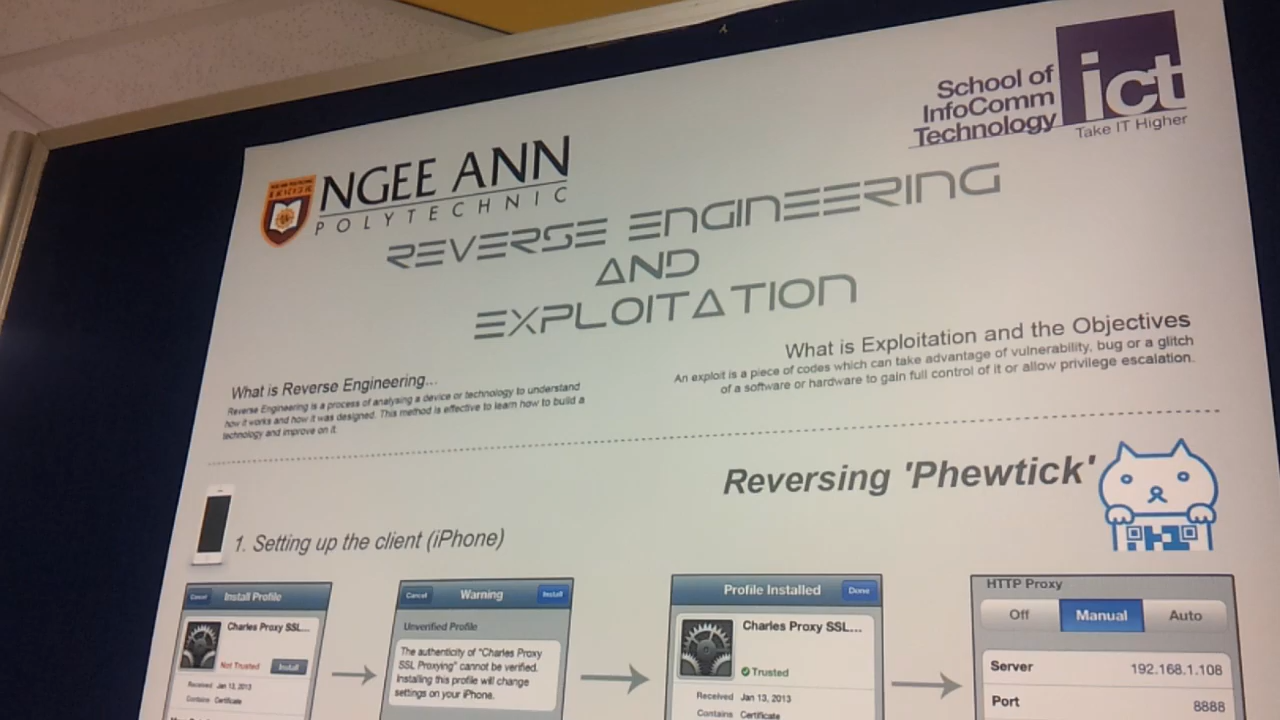 School of
InfoComm
Technology
ict
Take IT Higher
NGEE ANN
POLYTECHNIC
REVERSE ENGINEERING
AND
EXPLOITATION
What is Reverse Engineering...
Reverse Engineering is a process of analysing a device or technology to understand
how it works and how it was designed. This method is effective to learn how to build a
technology and improve on it.
What is Exploitation and the Objectives
An exploit is a piece of codes which can take advantage of vulnerability, bug or a glitch
of a software or hardware to gain full control of it or allow privilege escalation.
Reversing 'Phewtick'
1. Setting up the client (iPhone)
Cancel Install Profile
Charles Proxy SSL...
Not Trusted Install
Received Jan 13, 2013
Contains Certificate
Cancel Warning Install
Unverified Profile
The authenticity of "Charles Proxy
SSL Proxying" cannot be verified.
Installing this profile will change
settings on your iPhone.
Profile Installed Done
Charles Proxy SSL...
Trusted
Received Jan 13, 2013
Contains Certificate
HTTP Proxy
Off Manual Auto
Server 192.168.1.108
Port 8888